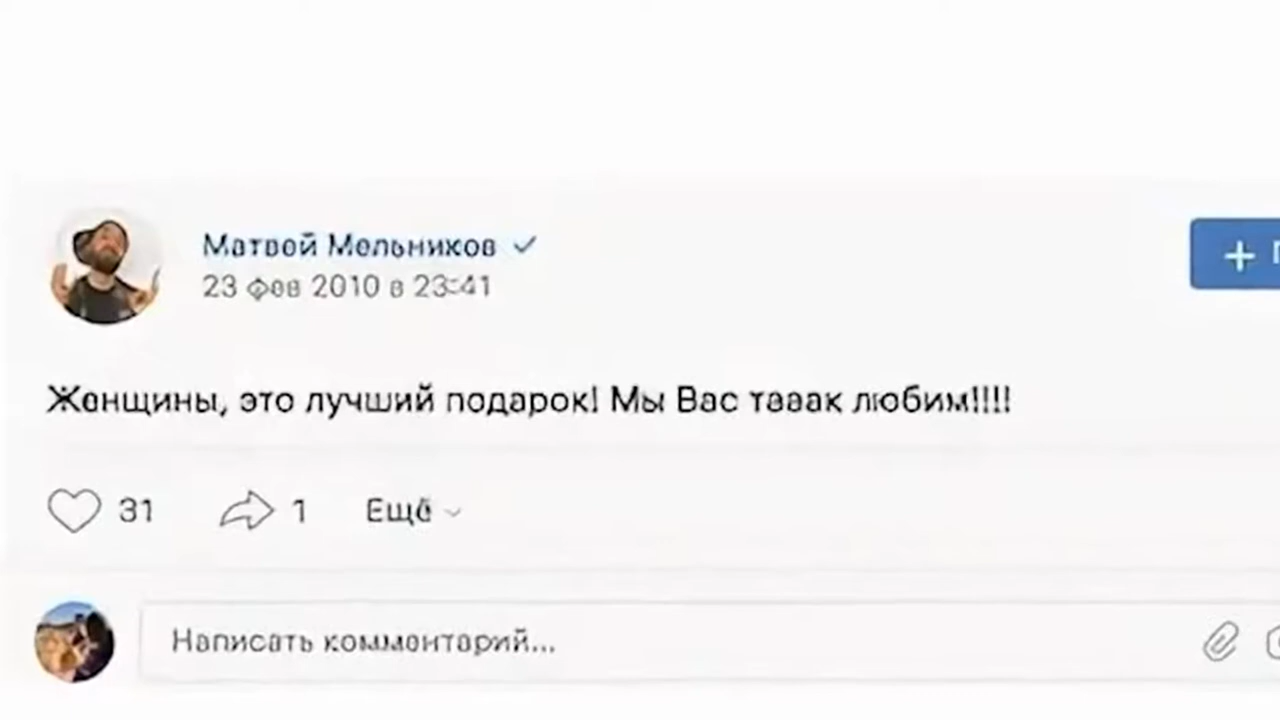 Матвей Мельников
23 фев 2010 в 23:41
Женщины, это лучший подарок! Мы Вас тааак любим!!!!
31
1
Ещё
Написать комментарий...